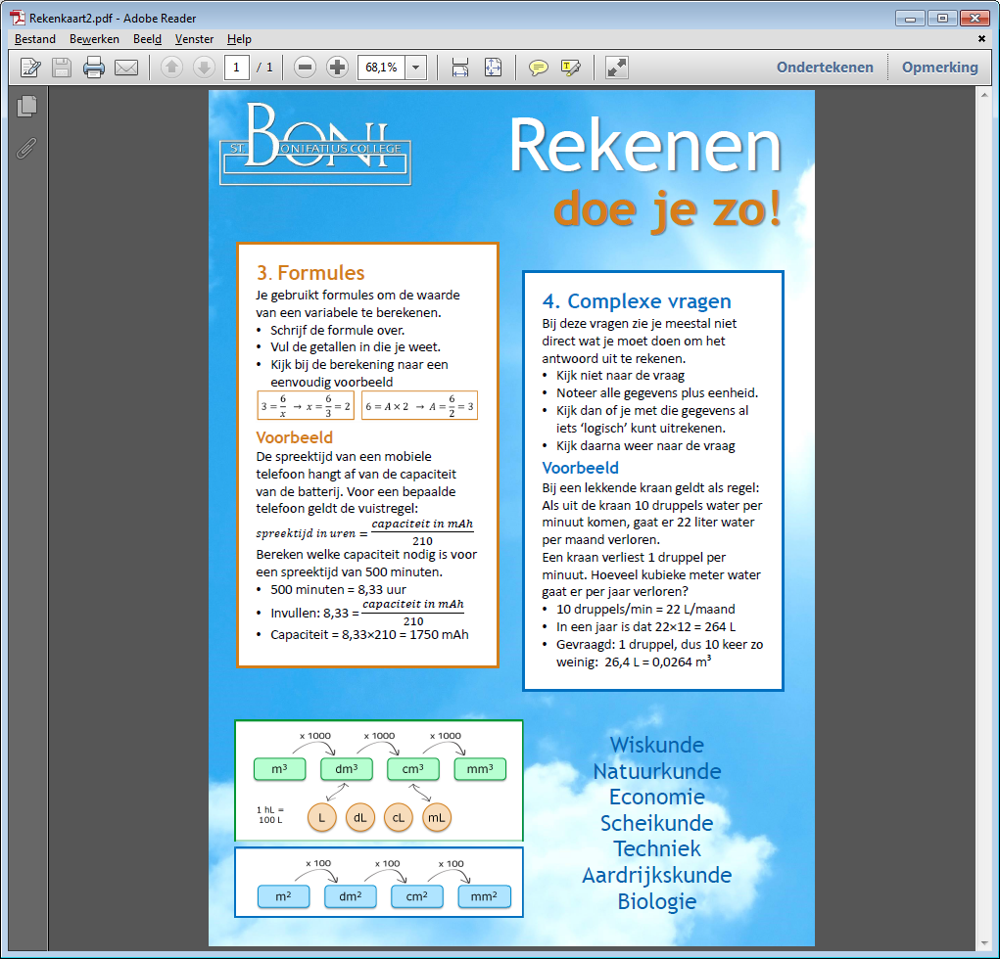 Rekenkaart2.pdf - Adobe Reader
Bestand Bewerken Beeld Venster Help
1 / 1 68,1% Ondertekenen Opmerking
BONI
ST. BONIFATIUS COLLEGE
Rekenen
doe je zo!
3. Formules
Je gebruikt formules om de waarde
van een variabele te berekenen.
• Schrijf de formule over.
• Vul de getallen in die je weet.
• Kijk bij de berekening naar een
eenvoudig voorbeeld
3 = 6/x → x = 6/3 = 2 6 = A × 2 → A = 6/2 = 3
Voorbeeld
De spreektijd van een mobiele
telefoon hangt af van de capaciteit
van de batterij. Voor een bepaalde
telefoon geldt de vuistregel:
spreektijd in uren = capaciteit in mAh / 210
Bereken welke capaciteit nodig is voor
een spreektijd van 500 minuten.
• 500 minuten = 8,33 uur
• Invullen: 8,33 = capaciteit in mAh / 210
• Capaciteit = 8,33×210 = 1750 mAh
4. Complexe vragen
Bij deze vragen zie je meestal niet
direct wat je moet doen om het
antwoord uit te rekenen.
• Kijk niet naar de vraag
• Noteer alle gegevens plus eenheid.
• Kijk dan of je met die gegevens al
iets ‘logisch’ kunt uitrekenen.
• Kijk daarna weer naar de vraag
Voorbeeld
Bij een lekkende kraan geldt als regel:
Als uit de kraan 10 druppels water per
minuut komen, gaat er 22 liter water
per maand verloren.
Een kraan verliest 1 druppel per
minuut. Hoeveel kubieke meter water
gaat er per jaar verloren?
• 10 druppels/min = 22 L/maand
• In een jaar is dat 22×12 = 264 L
• Gevraagd: 1 druppel, dus 10 keer zo
weinig: 26,4 L = 0,0264 m³
x 1000 x 1000 x 1000
m³ dm³ cm³ mm³
1 hL =
100 L
L dL cL mL
x 100 x 100 x 100
m² dm² cm² mm²
Wiskunde
Natuurkunde
Economie
Scheikunde
Techniek
Aardrijkskunde
Biologie